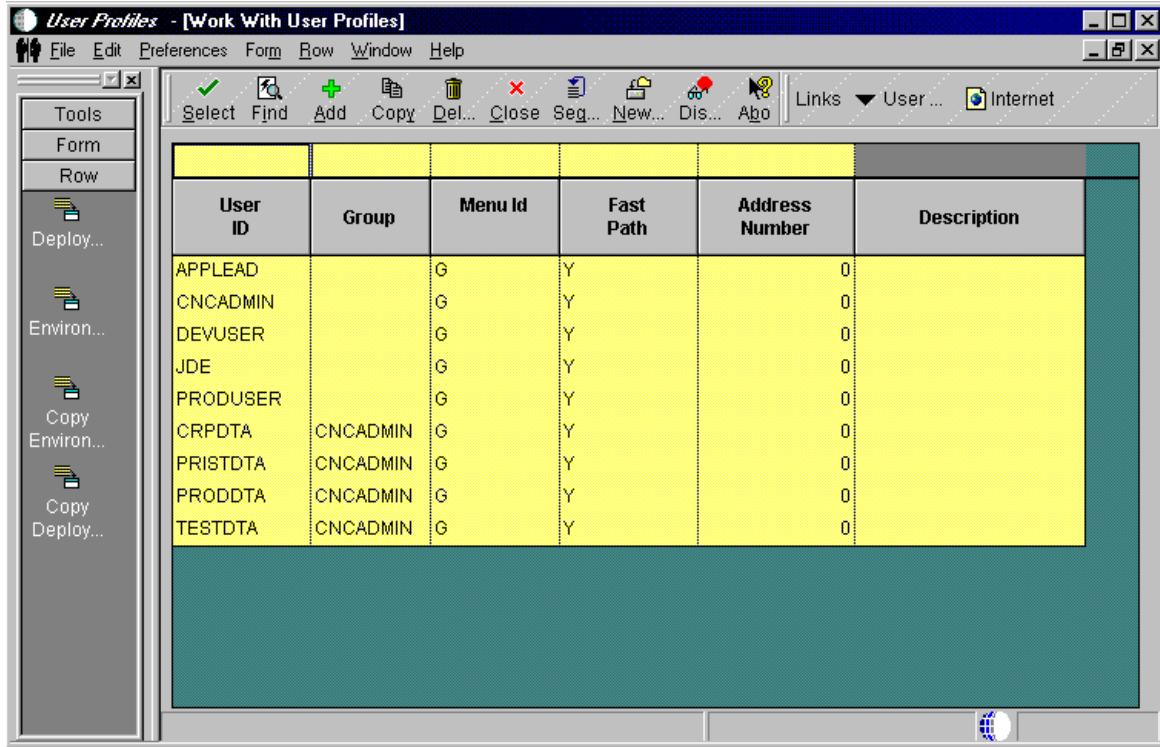 User Profiles - [Work With User Profiles]
File Edit Preferences Form Row Window Help
Tools
Form
Row
Deploy...
Environ...
Copy
Environ...
Copy
Deploy...
Select Find Add Copy Del... Close Seq... New... Dis... Abo Links User ... Internet
User ID Group Menu Id Fast Path Address Number Description
APPLEAD G Y 0
CNCADMIN G Y 0
DEVUSER G Y 0
JDE G Y 0
PRODUSER G Y 0
CRPDTA CNCADMIN G Y 0
PRISTDTA CNCADMIN G Y 0
PRODDTA CNCADMIN G Y 0
TESTDTA CNCADMIN G Y 0